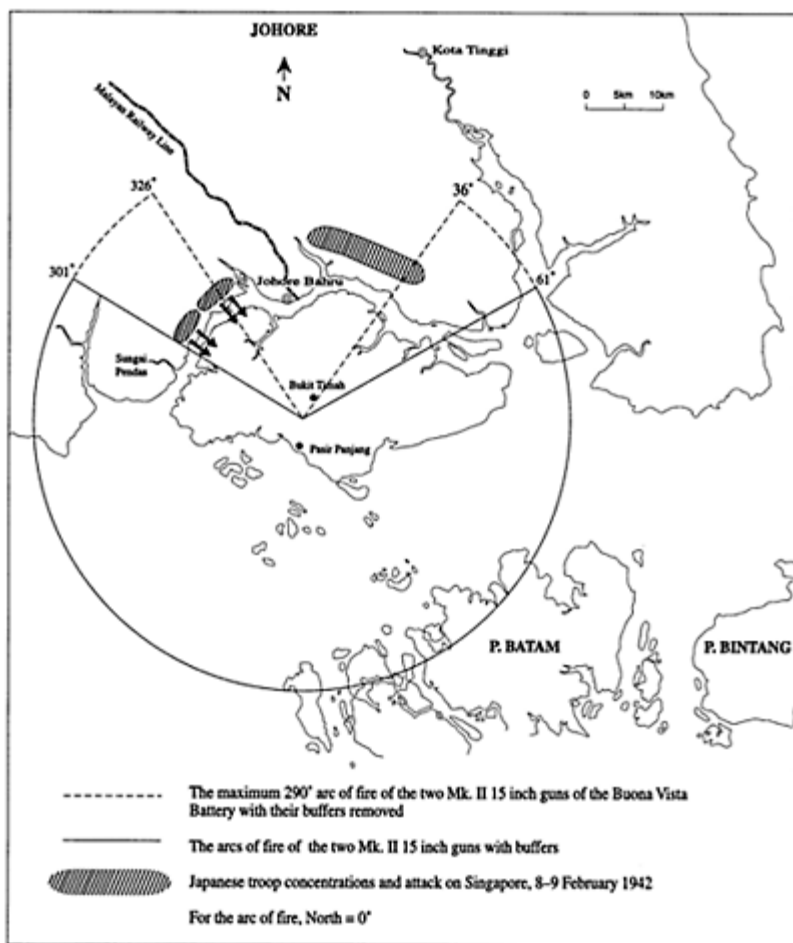 JOHORE
Kota Tinggi
N
0 5km 10km
Malayan Railway Line
326°
36°
301°
61°
Johore Bahru
Sungai
Pendas
Bukit Timah
Pasir Panjang
P. BATAM
P. BINTANG
The maximum 290° arc of fire of the two Mk. II 15 inch guns of the Buona Vista
Battery with their buffers removed
The arcs of fire of the two Mk. II 15 inch guns with buffers
Japanese troop concentrations and attack on Singapore, 8–9 February 1942
For the arc of fire, North = 0°